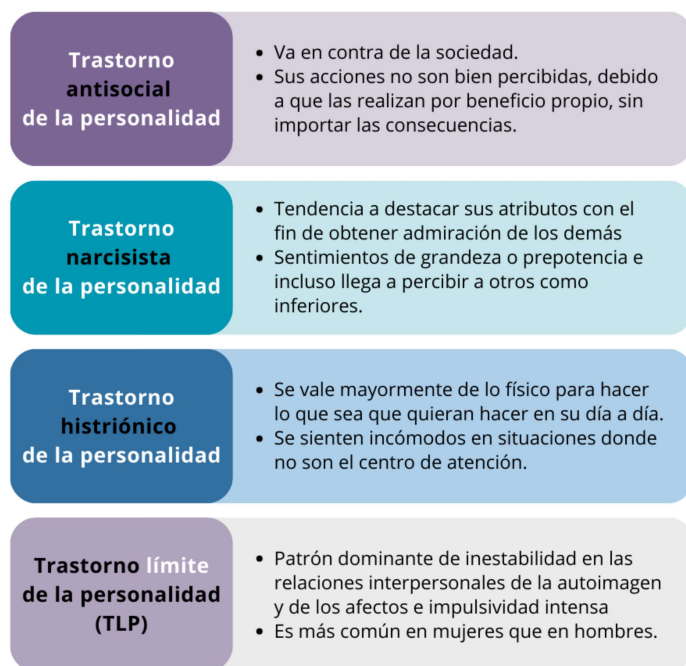 Trastorno
antisocial
de la personalidad
• Va en contra de la sociedad.
• Sus acciones no son bien percibidas, debido
a que las realizan por beneficio propio, sin
importar las consecuencias.
Trastorno
narcisista
de la personalidad
• Tendencia a destacar sus atributos con el
fin de obtener admiración de los demás
• Sentimientos de grandeza o prepotencia e
incluso llega a percibir a otros como
inferiores.
Trastorno
histriónico
de la personalidad
• Se vale mayormente de lo físico para hacer
lo que sea que quieran hacer en su día a día.
• Se sienten incómodos en situaciones donde
no son el centro de atención.
Trastorno límite
de la personalidad
(TLP)
• Patrón dominante de inestabilidad en las
relaciones interpersonales de la autoimagen
y de los afectos e impulsividad intensa
• Es más común en mujeres que en hombres.